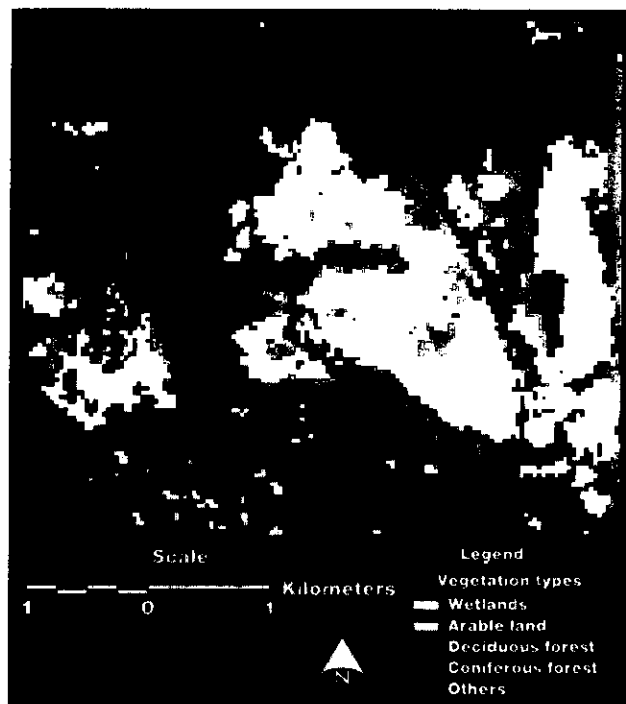 Scale
Kilometers
1 0 1
N
Legend
Vegetation types
Wetlands
Arable land
Deciduous forest
Coniferous forest
Others